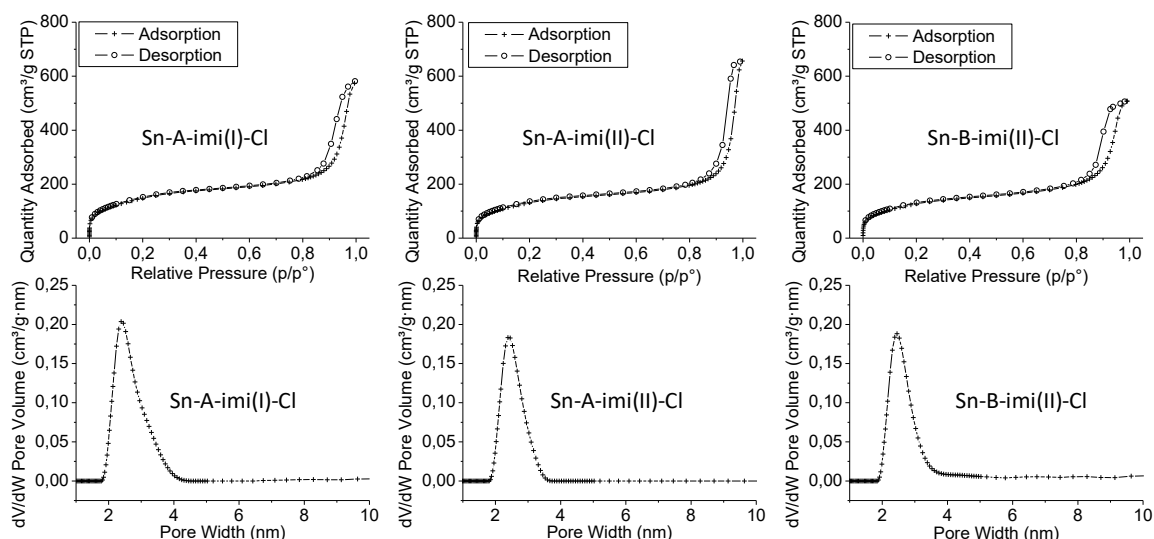 800
600
400
200
0
Quantity Adsorbed (cm³/g STP)
Adsorption
Desorption
Sn-A-imi(I)-Cl
0,0 0,2 0,4 0,6 0,8 1,0
Relative Pressure (p/p°)
800
600
400
200
0
Quantity Adsorbed (cm³/g STP)
Adsorption
Desorption
Sn-A-imi(II)-Cl
0,0 0,2 0,4 0,6 0,8 1,0
Relative Pressure (p/p°)
800
600
400
200
0
Quantity Adsorbed (cm³/g STP)
Adsorption
Desorption
Sn-B-imi(II)-Cl
0,0 0,2 0,4 0,6 0,8 1,0
Relative Pressure (p/p°)
0,25
0,20
0,15
0,10
0,05
0,00
dV/dW Pore Volume (cm³/g·nm)
Sn-A-imi(I)-Cl
2 4 6 8 10
Pore Width (nm)
0,25
0,20
0,15
0,10
0,05
0,00
dV/dW Pore Volume (cm³/g·nm)
Sn-A-imi(II)-Cl
2 4 6 8 10
Pore Width (nm)
0,25
0,20
0,15
0,10
0,05
0,00
dV/dW Pore Volume (cm³/g·nm)
Sn-B-imi(II)-Cl
2 4 6 8 10
Pore Width (nm)